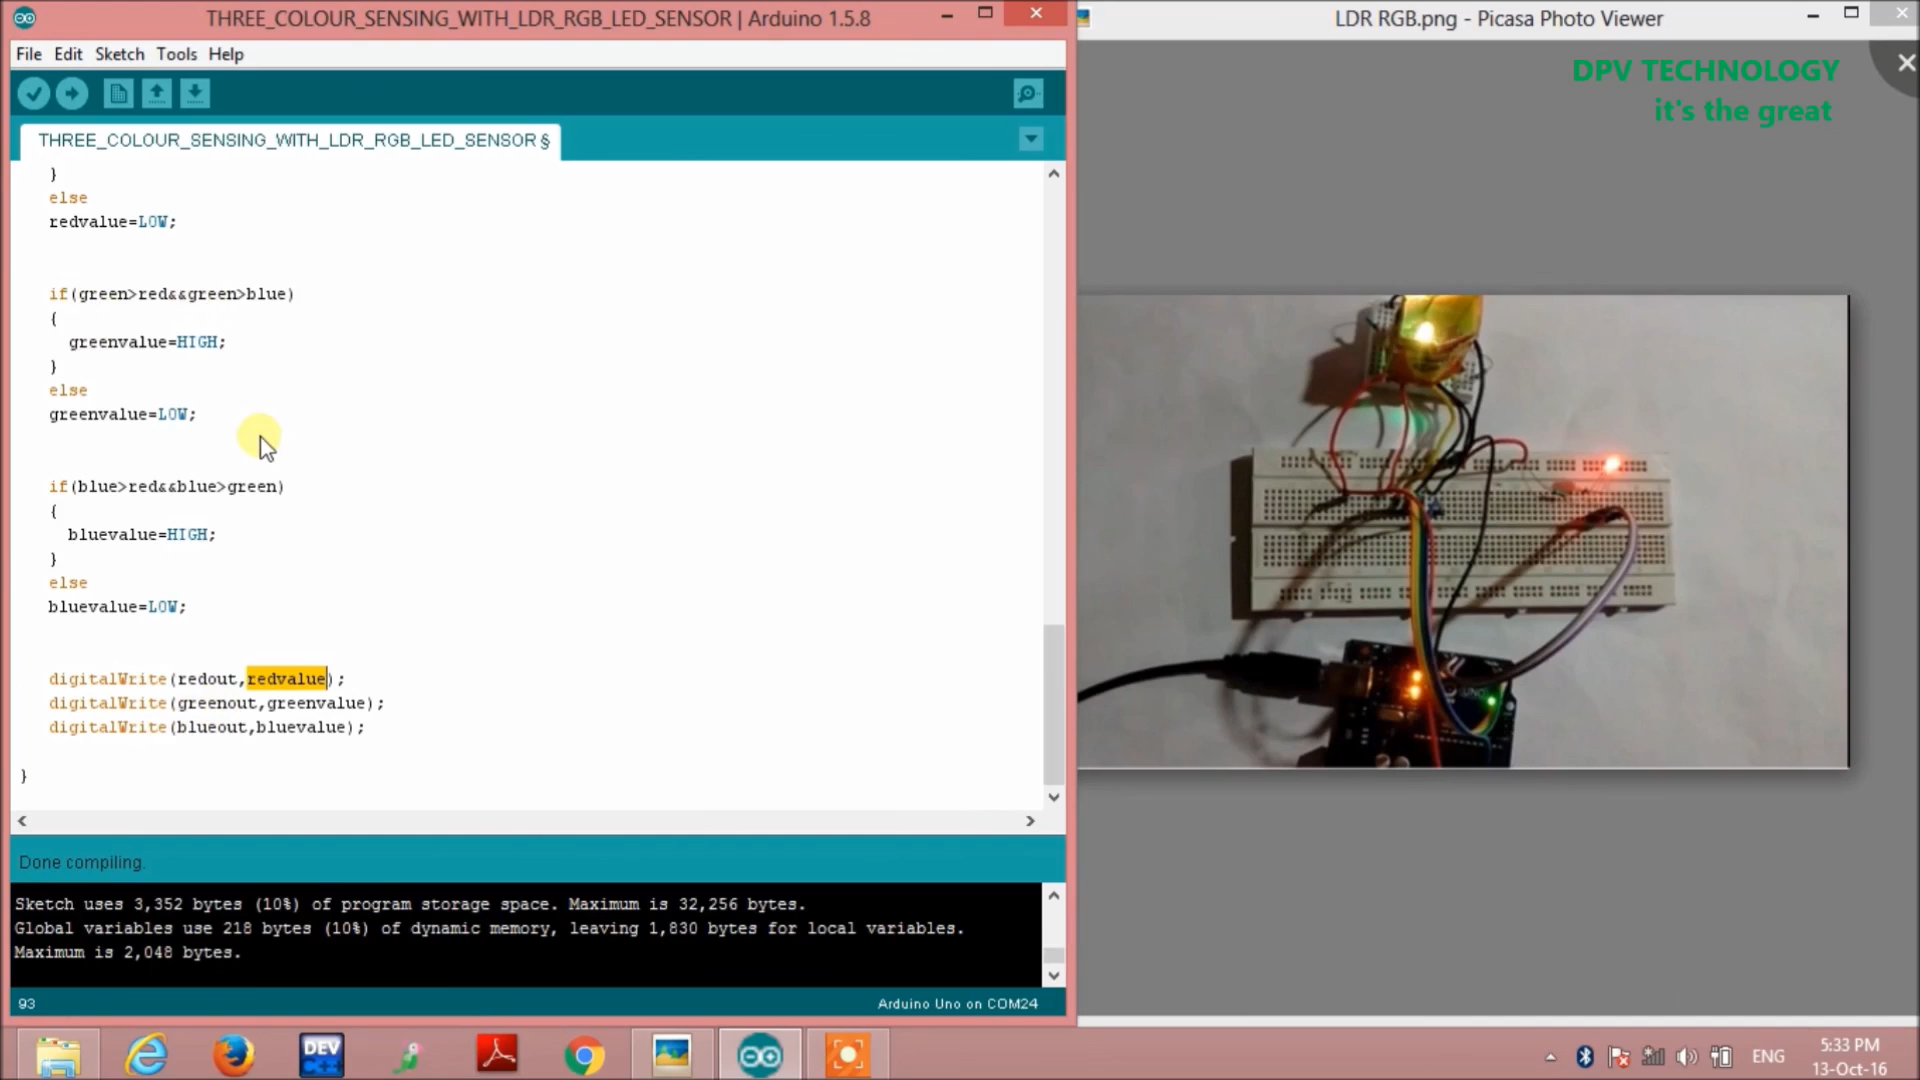 THREE_COLOUR_SENSING_WITH_LDR_RGB_LED_SENSOR | Arduino 1.5.8
File Edit Sketch Tools Help
THREE_COLOUR_SENSING_WITH_LDR_RGB_LED_SENSOR §
}
else
redvalue=LOW;
if(green>red&&green>blue)
{
greenvalue=HIGH;
}
else
greenvalue=LOW;
if(blue>red&&blue>green)
{
bluevalue=HIGH;
}
else
bluevalue=LOW;
digitalWrite(redout,redvalue);
digitalWrite(greenout,greenvalue);
digitalWrite(blueout,bluevalue);
}
Done compiling.
Sketch uses 3,352 bytes (10%) of program storage space. Maximum is 32,256 bytes.
Global variables use 218 bytes (10%) of dynamic memory, leaving 1,830 bytes for local variables.
Maximum is 2,048 bytes.
93
Arduino Uno on COM24
LDR RGB.png - Picasa Photo Viewer
DPV TECHNOLOGY
it's the great
DEV
C++
ENG
5:33 PM
13-Oct-16